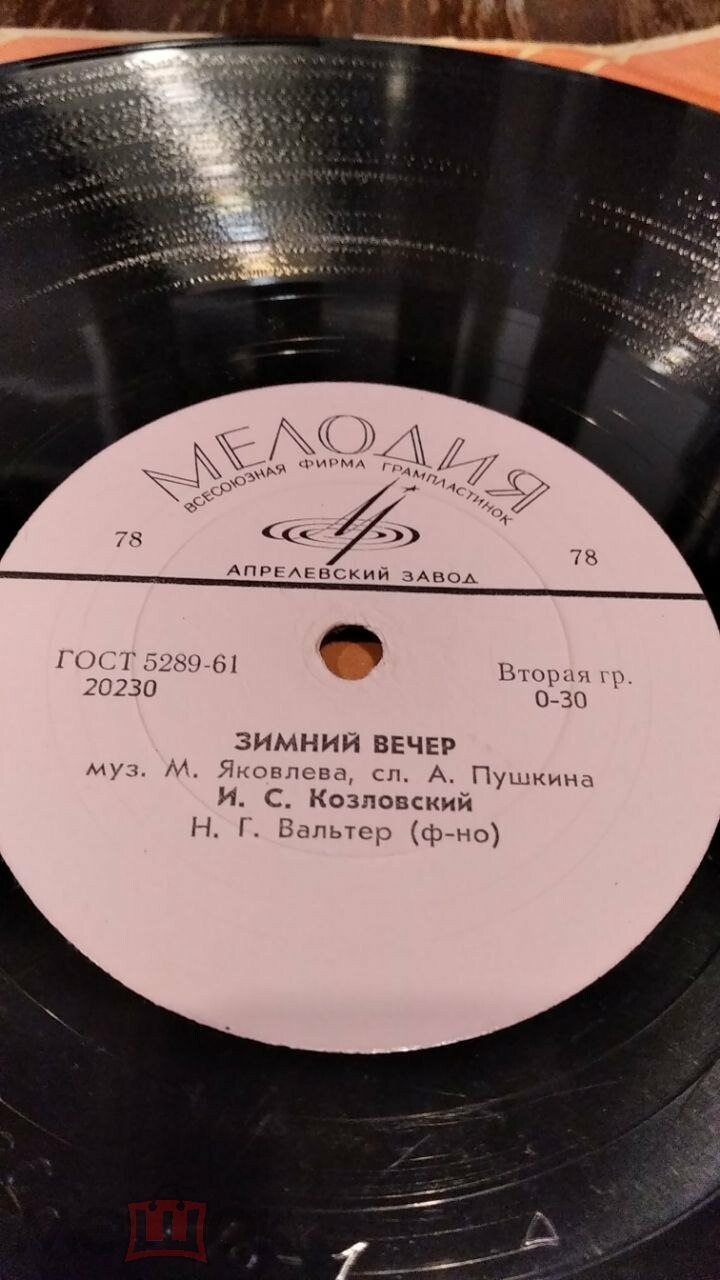 МЕЛОДИЯ
ВСЕСОЮЗНАЯ ФИРМА ГРАМПЛАСТИНОК
78 78
АПРЕЛЕВСКИЙ ЗАВОД
ГОСТ 5289-61 Вторая гр.
20230 0-30
ЗИМНИЙ ВЕЧЕР
муз. М. Яковлева, сл. А. Пушкина
И. С. Козловский
Н. Г. Вальтер (ф-но)